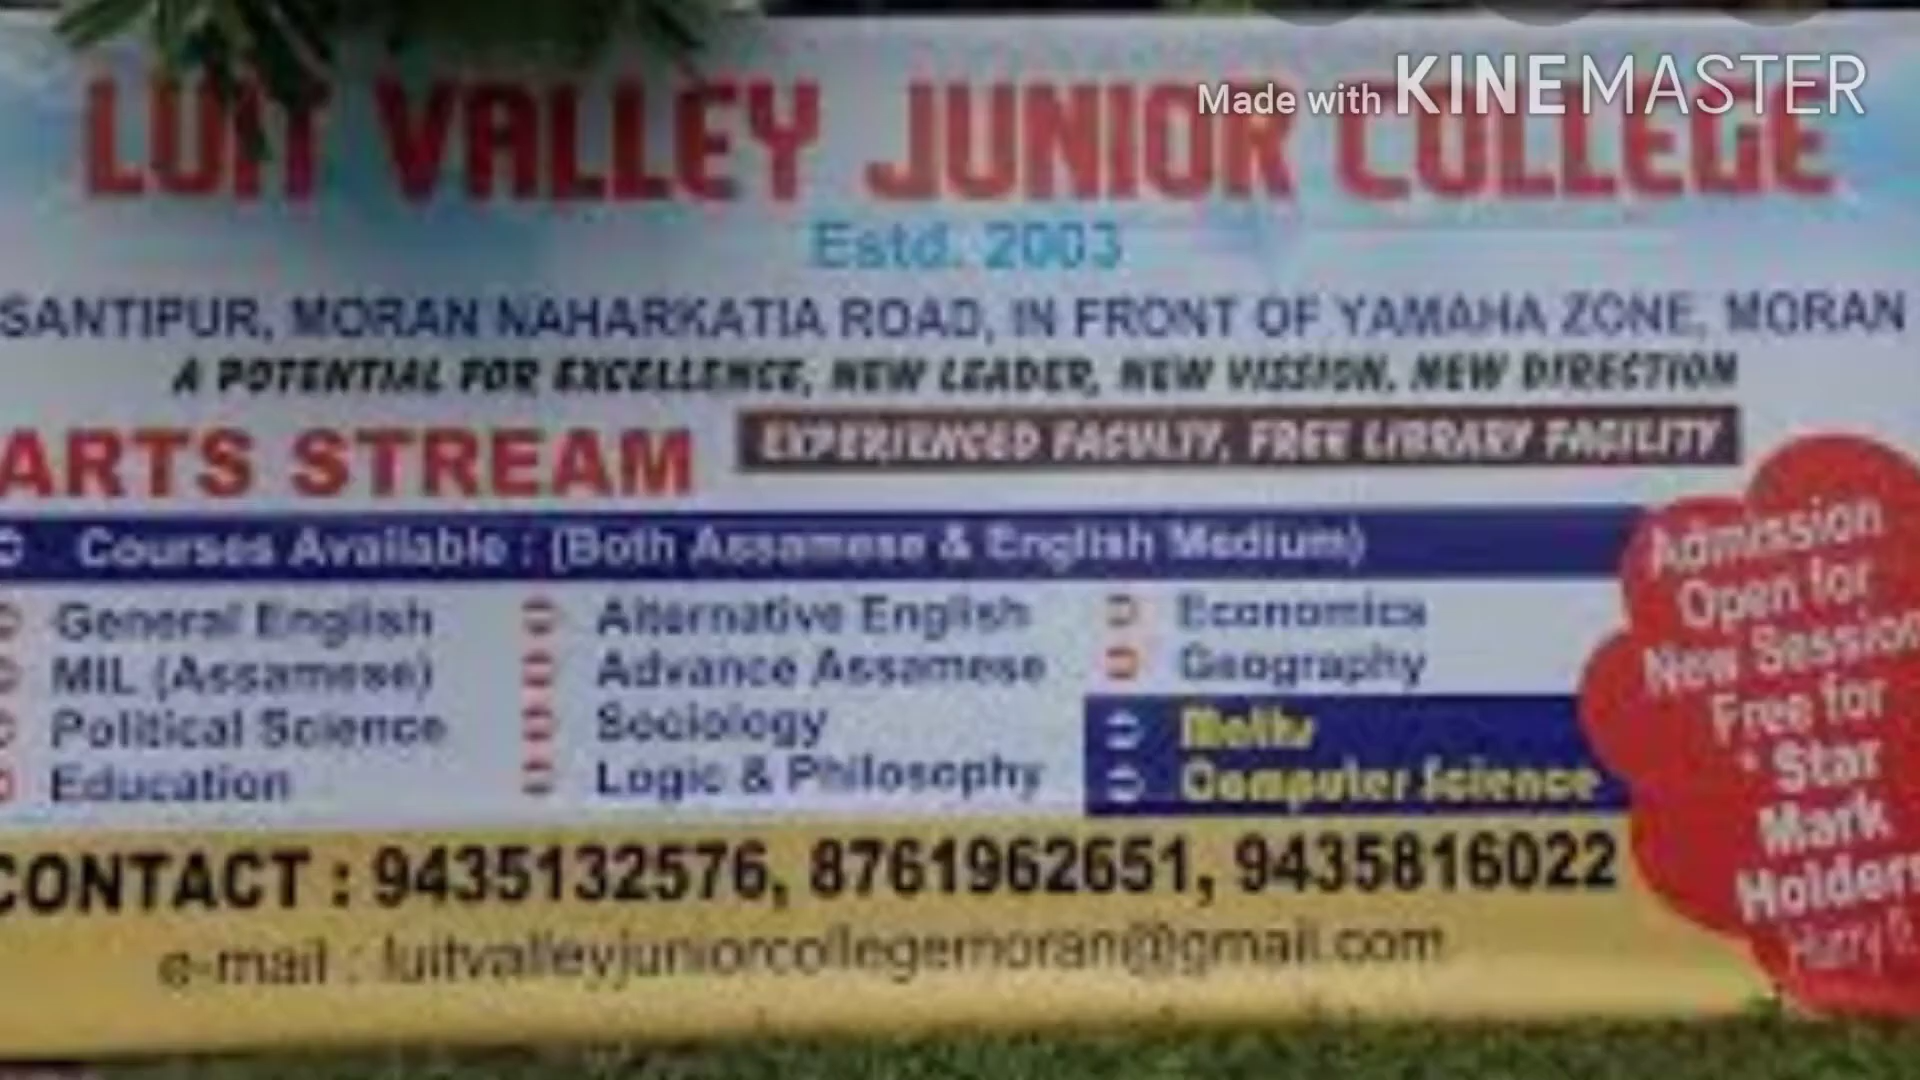 Made with KINEMASTER
LUIT VALLEY JUNIOR COLLEGE
Estd. 2003
SANTIPUR, MORAN NAHARKATIA ROAD, IN FRONT OF YAMAHA ZONE, MORAN
A POTENTIAL FOR EXCELLENCE, NEW LEADER, NEW VISSION, NEW DIRECTION
ARTS STREAM
EXPERIENCED FACULTY, FREE LIBRARY FACILITY
Courses Available : (Both Assamese & English Medium)
General English
MIL (Assamese)
Political Science
Education
Alternative English
Advance Assamese
Sociology
Logic & Philosophy
Economics
Geography
Maths
Computer Science
Admission
Open for
New Session
Free for
* Star
Mark
Holders
Hurry
CONTACT : 9435132576, 8761962651, 9435816022
e-mail : luitvalleyjuniorcollegemoran@gmail.com